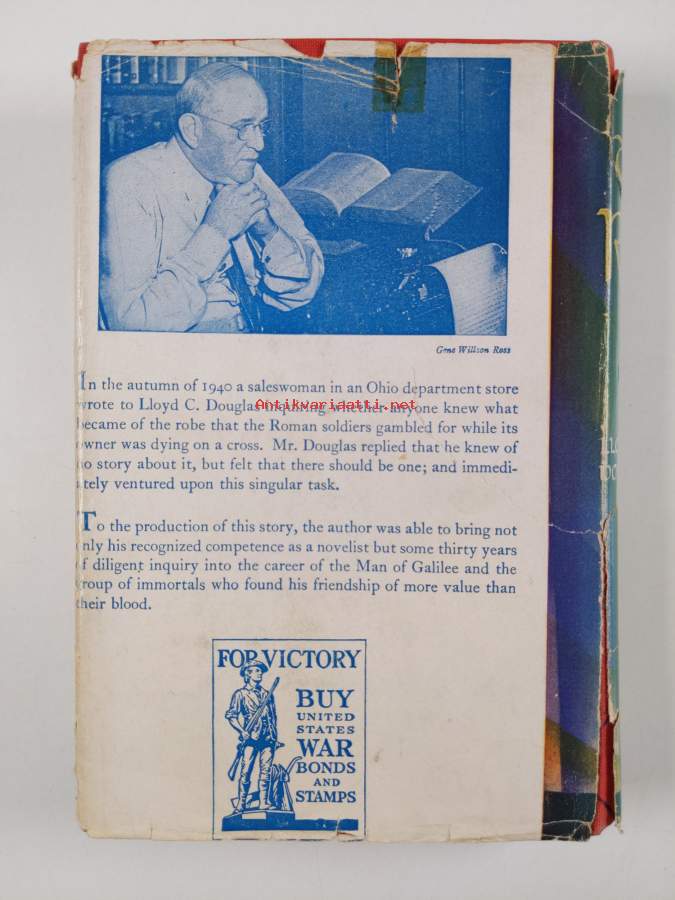 Gene Willson Ross
In the autumn of 1940 a saleswoman in an Ohio department store
wrote to Lloyd C. Douglas inquiring whether anyone knew what
became of the robe that the Roman soldiers gambled for while its
owner was dying on a cross. Mr. Douglas replied that he knew of
no story about it, but felt that there should be one; and immedi-
ately ventured upon this singular task.
Antikvariaatti.net
To the production of this story, the author was able to bring not
only his recognized competence as a novelist but some thirty years
of diligent inquiry into the career of the Man of Galilee and the
group of immortals who found his friendship of more value than
their blood.
FOR VICTORY
BUY
UNITED
STATES
WAR
BONDS
AND
STAMPS